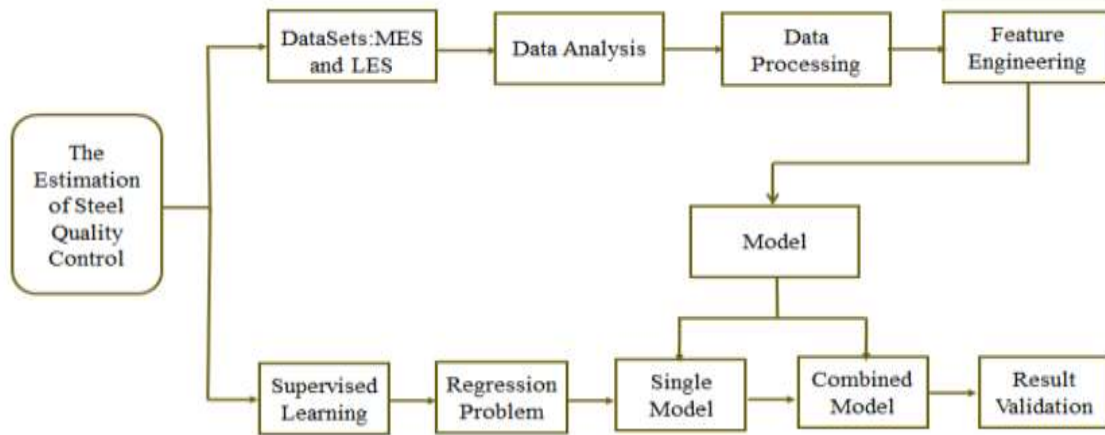 DataSets:MES
and LES
Data Analysis
Data
Processing
Feature
Engineering
The
Estimation
of Steel
Quality
Control
Model
Supervised
Learning
Regression
Problem
Single
Model
Combined
Model
Result
Validation